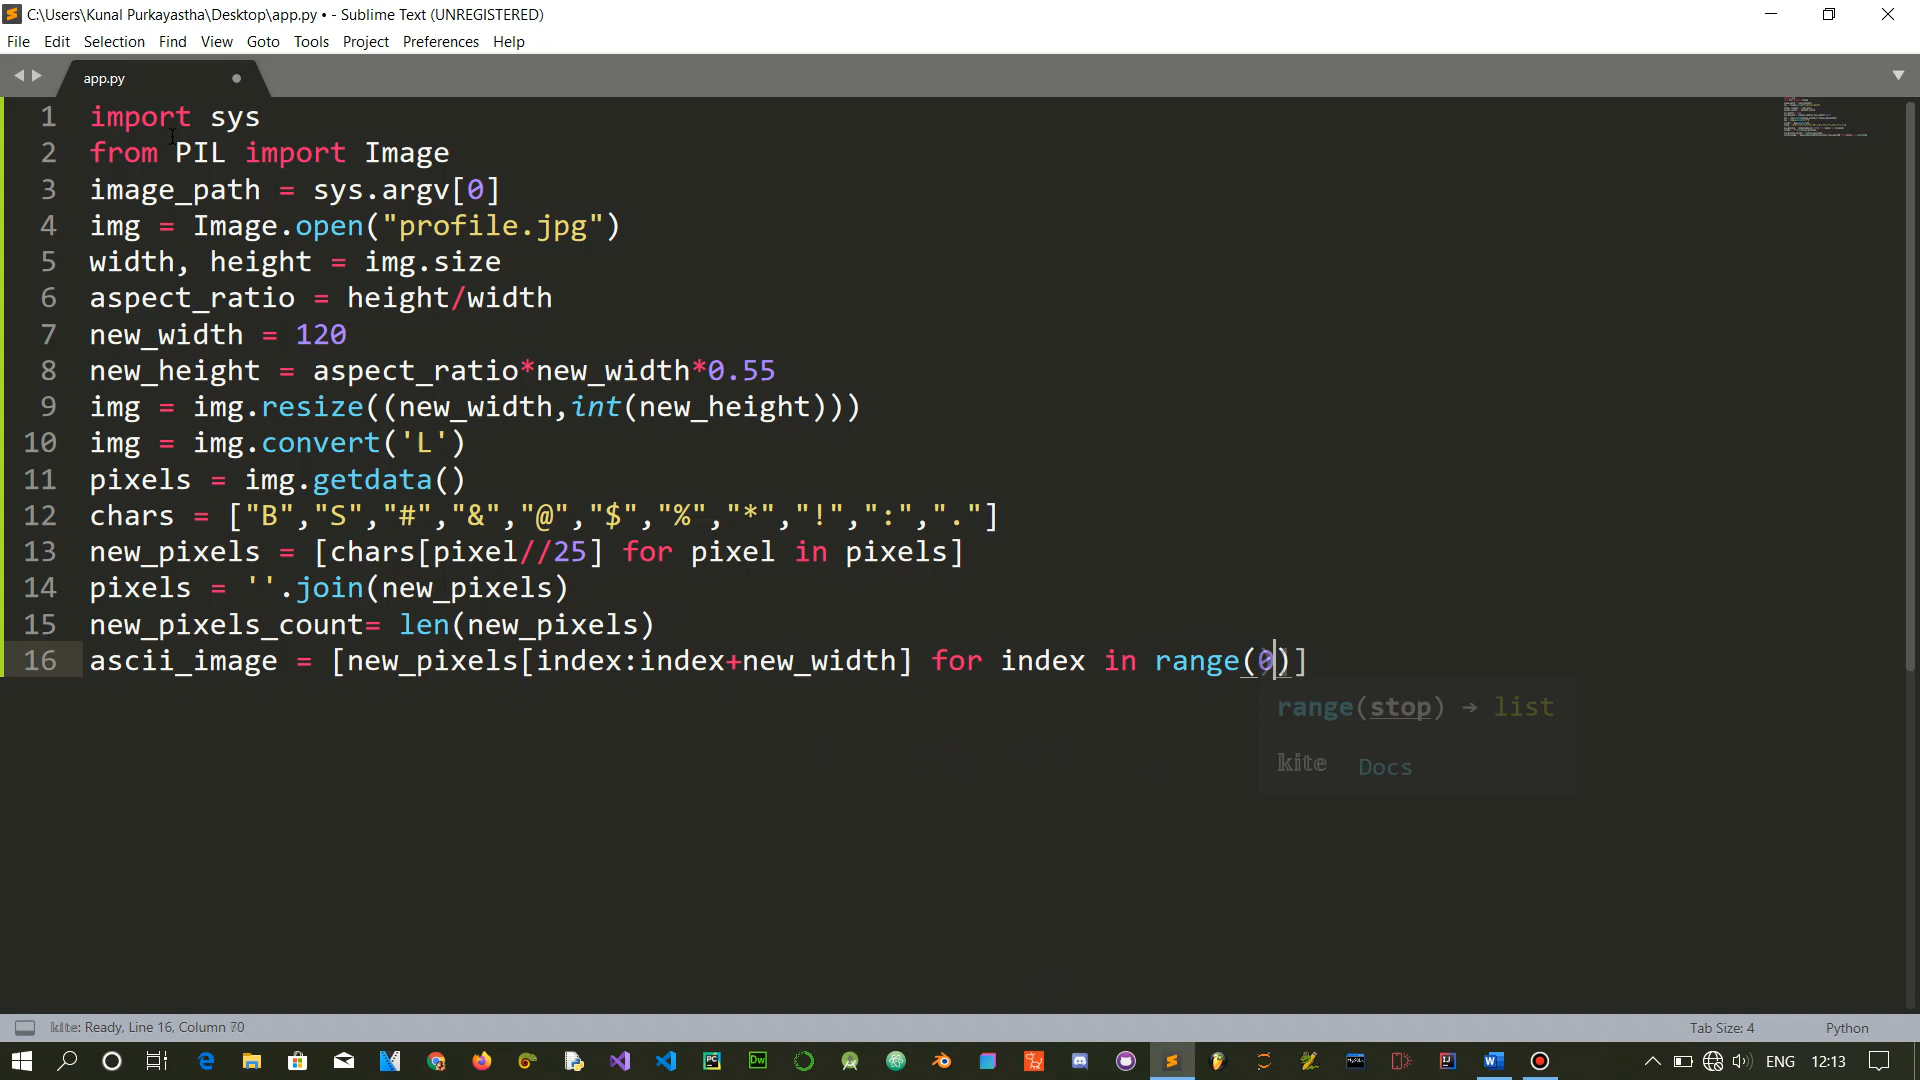 C:\Users\Kunal Purkayastha\Desktop\app.py • - Sublime Text (UNREGISTERED)
File Edit Selection Find View Goto Tools Project Preferences Help
app.py
1 import sys
2 from PIL import Image
3 image_path = sys.argv[0]
4 img = Image.open("profile.jpg")
5 width, height = img.size
6 aspect_ratio = height/width
7 new_width = 120
8 new_height = aspect_ratio*new_width*0.55
9 img = img.resize((new_width,int(new_height)))
10 img = img.convert('L')
11 pixels = img.getdata()
12 chars = ["B","S","#","&","@","$","%","*","!",":","."]
13 new_pixels = [chars[pixel//25] for pixel in pixels]
14 pixels = ''.join(new_pixels)
15 new_pixels_count= len(new_pixels)
16 ascii_image = [new_pixels[index:index+new_width] for index in range(0)]
range(stop) → list
kite Docs
kite: Ready, Line 16, Column 70 Tab Size: 4 Python
ENG 12:13